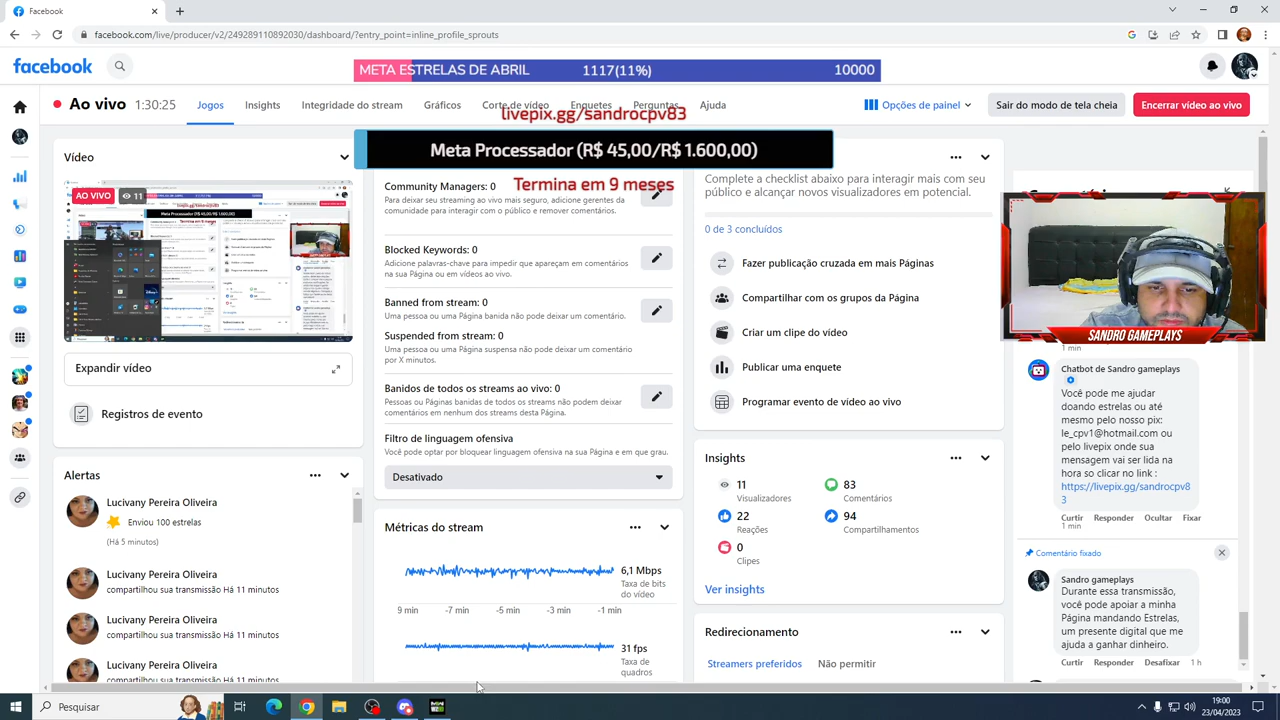 Facebook
facebook.com/live/producer/v2/249289110892030/dashboard/?entry_point=inline_profile_sprouts
facebook
META ESTRELAS DE ABRIL 1117(11%) 10000
Ao vivo 1:30:25
Jogos
Insights
Integridade do stream
Gráficos
Corte de vídeo
Enquetes
Perguntas
Ajuda
Opções de painel
Sair do modo de tela cheia
Encerrar vídeo ao vivo
livepix.gg/sandrocpv83
Meta Processador (R$ 45,00/R$ 1.600,00)
Termina em 9 meses
Vídeo
AO VIVO
11
Expandir vídeo
Registros de evento
Alertas
Lucivany Pereira Oliveira
Enviou 100 estrelas
(Há 5 minutos)
Lucivany Pereira Oliveira
compartilhou sua transmissão Há 11 minutos
Lucivany Pereira Oliveira
compartilhou sua transmissão Há 11 minutos
Lucivany Pereira Oliveira
compartilhou sua transmissão Há 11 minutos
Community Managers: 0
Para deixar seu streaming ao vivo mais seguro, adicione gerentes da
comunidade para interagir com o público e remover comentários.
Blocked Keywords: 0
Adicione palavras-chave para impedir que apareçam em comentários
na sua Página ou em vídeos ao vivo.
Banned from stream: 0
Uma pessoa ou uma Página banida não pode deixar um comentário.
Suspended from stream: 0
Uma pessoa ou uma Página suspensa não pode deixar um comentário
por X minutos.
Banidos de todos os streams ao vivo: 0
Pessoas ou Páginas banidas de todos os streams não podem deixar
comentários em nenhum dos streams desta Página.
Filtro de linguagem ofensiva
Você pode optar por bloquear linguagem ofensiva na sua Página e em que grau.
Desativado
Métricas do stream
6,1 Mbps
Taxa de bits
do vídeo
9 min -7 min -5 min -3 min -1 min
31 fps
Taxa de
quadros
Complete a checklist abaixo para interagir mais com seu
público e alcançar novos visualizadores em potencial.
0 de 3 concluídos
Fazer publicação cruzada em mais Páginas
Compartilhar com os grupos da Página
Criar um clipe do vídeo
Publicar uma enquete
Programar evento de vídeo ao vivo
Insights
11
Visualizadores
83
Comentários
22
Reações
94
Compartilhamentos
0
Clipes
Ver insights
Redirecionamento
Streamers preferidos
Não permitir
SANDRO GAMEPLAYS
1 min
Chatbot de Sandro gameplays
Você pode me ajudar
doando estrelas ou até
mesmo pelo nosso pix:
le_cpv1@hotmail.com ou
pelo livepix onde sua
mensagem vai ser lida na
hora so clicar no link :
https://livepix.gg/sandrocpv8
3
Curtir Responder Ocultar Fixar
1 min
Comentário fixado
Sandro gameplays
Durante essa transmissão,
você pode apoiar a minha
Página mandando Estrelas,
um presente digital que me
ajuda a ganhar dinheiro.
Curtir Responder Desafixar 1 h
Pesquisar
19:00
23/04/2023